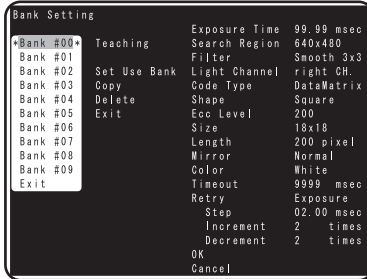 Bank Setting
Exposure Time 99.99 msec
*Bank #00* Teaching Search Region 640x480
Bank #01 Filter Smooth 3x3
Bank #02 Set Use Bank Light Channel right CH.
Bank #03 Copy Code Type DataMatrix
Bank #04 Delete Shape Square
Bank #05 Exit Ecc Level 200
Bank #06 Size 18x18
Bank #07 Length 200 pixel
Bank #08 Mirror Normal
Bank #09 Color White
Exit Timeout 9999 msec
Retry Exposure
Step 02.00 msec
Increment 2 times
Decrement 2 times
OK
Cancel